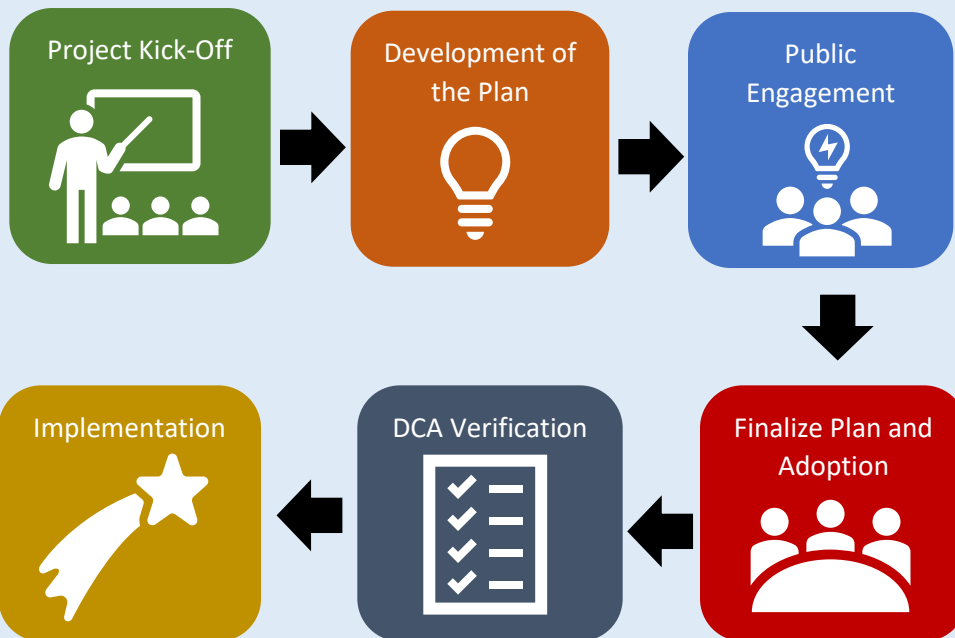 Project Kick-Off
Development of
the Plan
Public
Engagement
Finalize Plan and
Adoption
DCA Verification
Implementation